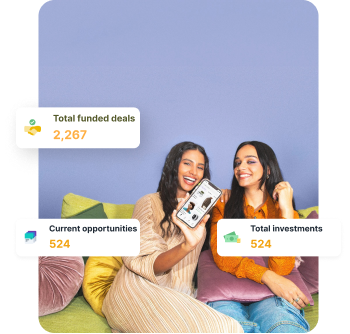 Total funded deals
2,267
Current opportunities
524
Total investments
524